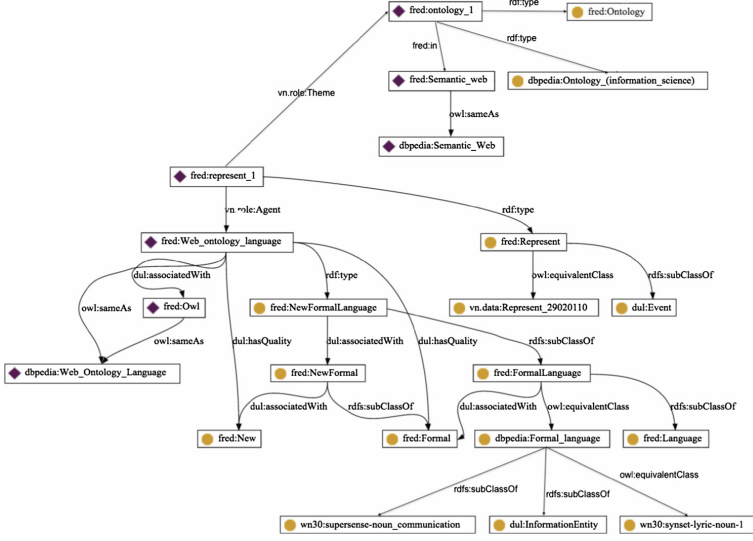 rdf:type
fred:ontology_1
fred:Ontology
rdf:type
fred:in
fred:Semantic_web
dbpedia:Ontology_(information_science)
vn.role:Theme
owl:sameAs
dbpedia:Semantic_Web
fred:represent_1
vn.role:Agent
rdf:type
fred:Web_ontology_language
fred:Represent
dul:associatedWith
rdf:type
owl:equivalentClass
rdfs:subClassOf
owl:sameAs
fred:Owl
fred:NewFormalLanguage
vn.data:Represent_29020110
dul:Event
owl:sameAs
dul:hasQuality
dul:associatedWith
dul:hasQuality
rdfs:subClassOf
dbpedia:Web_Ontology_Language
fred:NewFormal
fred:FormalLanguage
dul:associatedWith
rdfs:subClassOf
dul:associatedWith
owl:equivalentClass
rdfs:subClassOf
fred:New
fred:Formal
dbpedia:Formal_language
fred:Language
rdfs:subClassOf
rdfs:subClassOf
owl:equivalentClass
wn30:supersense-noun_communication
dul:InformationEntity
wn30:synset-lyric-noun-1